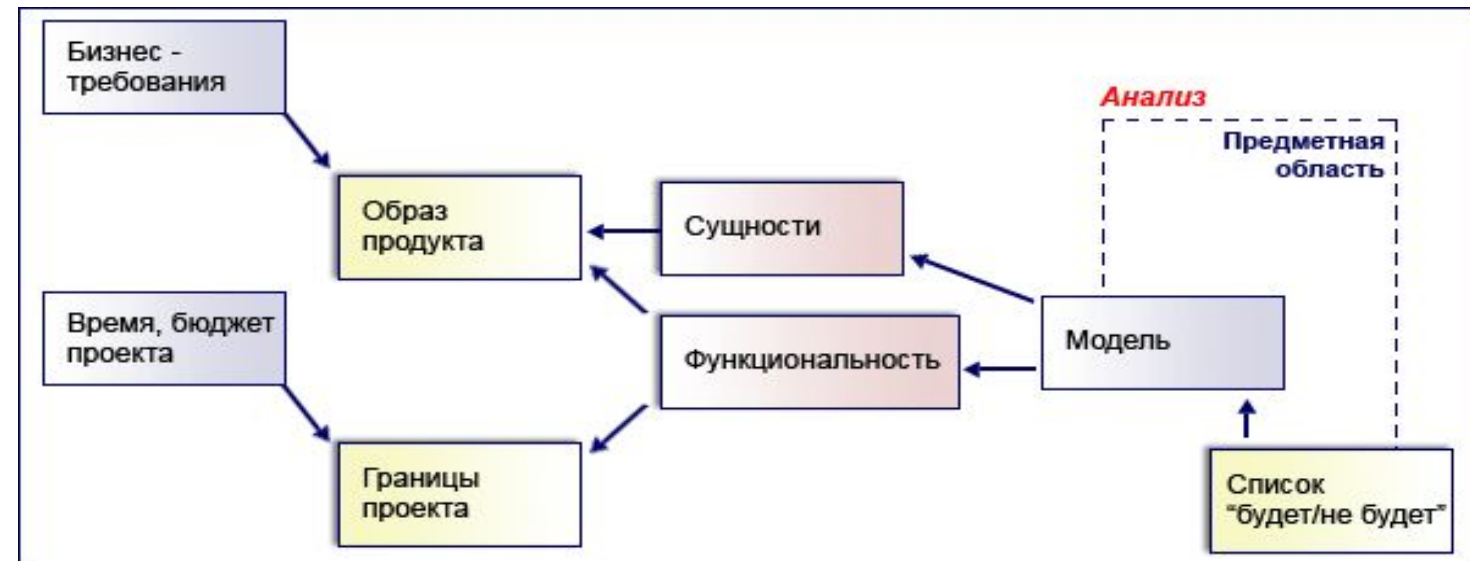 Бизнес -
требования
Анализ
Предметная
область
Образ
продукта
Сущности
Время, бюджет
проекта
Функциональность
Модель
Границы
проекта
Список
“будет/не будет”